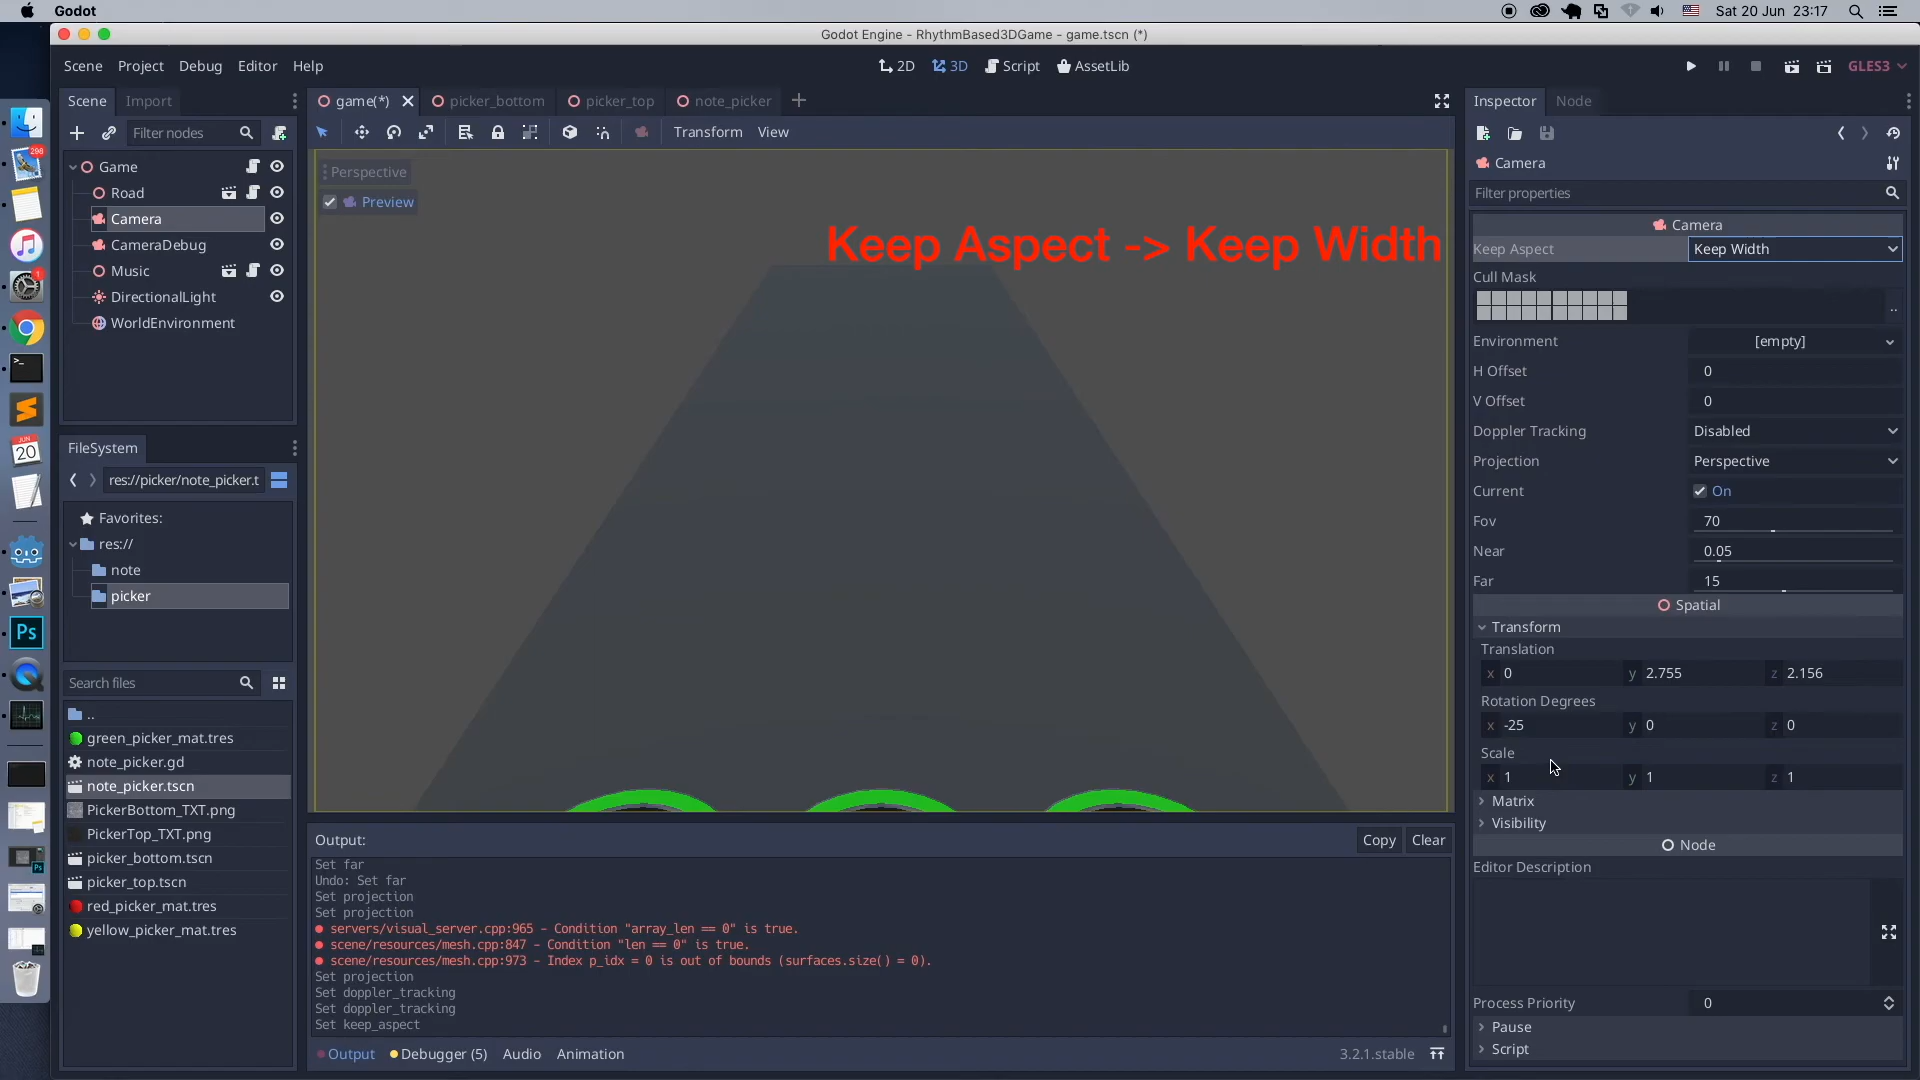 Godot
Sat 20 Jun 23:17
Godot Engine - RhythmBased3DGame - game.tscn (*)
Scene Project Debug Editor Help
2D 3D Script AssetLib
GLES3
Scene Import
game(*) picker_bottom picker_top note_picker
Inspector Node
Filter nodes
Transform View
Game
Road
Camera
CameraDebug
Music
DirectionalLight
WorldEnvironment
Perspective
Preview
Keep Aspect -> Keep Width
Camera
Filter properties
Camera
Keep Aspect Keep Width
Cull Mask
..
Environment [empty]
H Offset 0
V Offset 0
Doppler Tracking Disabled
Projection Perspective
Current On
Fov 70
Near 0.05
Far 15
Spatial
Transform
Translation
x 0 y 2.755 z 2.156
Rotation Degrees
x -25 y 0 z 0
Scale
x 1 y 1 z 1
Matrix
Visibility
Node
Editor Description
Process Priority 0
Pause
Script
FileSystem
res://picker/note_picker.t
Favorites:
res://
note
picker
Search files
..
green_picker_mat.tres
note_picker.gd
note_picker.tscn
PickerBottom_TXT.png
PickerTop_TXT.png
picker_bottom.tscn
picker_top.tscn
red_picker_mat.tres
yellow_picker_mat.tres
Output:
Copy Clear
Set far
Undo: Set far
Set projection
Set projection
servers/visual_server.cpp:965 - Condition "array_len == 0" is true.
scene/resources/mesh.cpp:847 - Condition "len == 0" is true.
scene/resources/mesh.cpp:973 - Index p_idx = 0 is out of bounds (surfaces.size() = 0).
Set projection
Set doppler_tracking
Set doppler_tracking
Set keep_aspect
Output Debugger (5) Audio Animation
3.2.1.stable
298
1
JUN
20
Ps